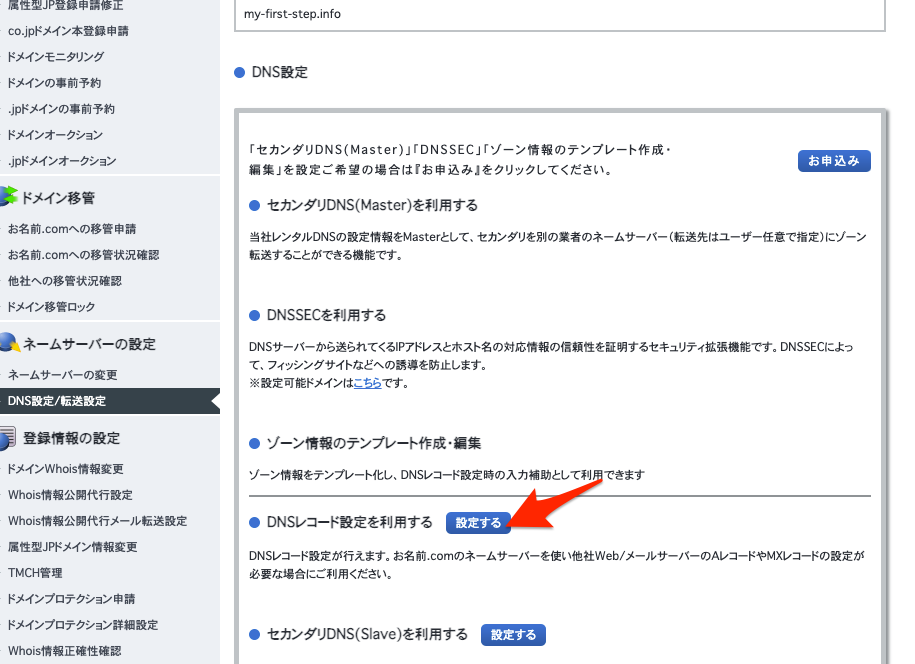 属性型JP登録申請修正
co.jpドメイン本登録申請
ドメインモニタリング
ドメインの事前予約
.jpドメインの事前予約
ドメインオークション
.jpドメインオークション
ドメイン移管
お名前.comへの移管申請
お名前.comへの移管状況確認
他社への移管状況確認
ドメイン移管ロック
ネームサーバーの設定
ネームサーバーの変更
DNS設定/転送設定
登録情報の設定
ドメインWhois情報変更
Whois情報公開代行設定
Whois情報公開代行メール転送設定
属性型JPドメイン情報変更
TMCH管理
ドメインプロテクション申請
ドメインプロテクション詳細設定
Whois情報正確性確認
my-first-step.info
DNS設定
「セカンダリDNS(Master)」「DNSSEC」「ゾーン情報のテンプレート作成・
編集」を設定ご希望の場合は『お申込み』をクリックしてください。
お申込み
セカンダリDNS(Master)を利用する
当社レンタルDNSの設定情報をMasterとして、セカンダリを別の業者のネームサーバー（転送先はユーザー任意で指定）にゾーン
転送することができる機能です。
DNSSECを利用する
DNSサーバーから送られてくるIPアドレスとホスト名の対応情報の信頼性を証明するセキュリティ拡張機能です。DNSSECによっ
て、フィッシングサイトなどへの誘導を防止します。
※設定可能ドメインはこちらです。
ゾーン情報のテンプレート作成・編集
ゾーン情報をテンプレート化し、DNSレコード設定時の入力補助として利用できます
DNSレコード設定を利用する 設定する
DNSレコード設定が行えます。お名前.comのネームサーバーを使い他社Web/メールサーバーのAレコードやMXレコードの設定が
必要な場合にご利用ください。
セカンダリDNS(Slave)を利用する 設定する